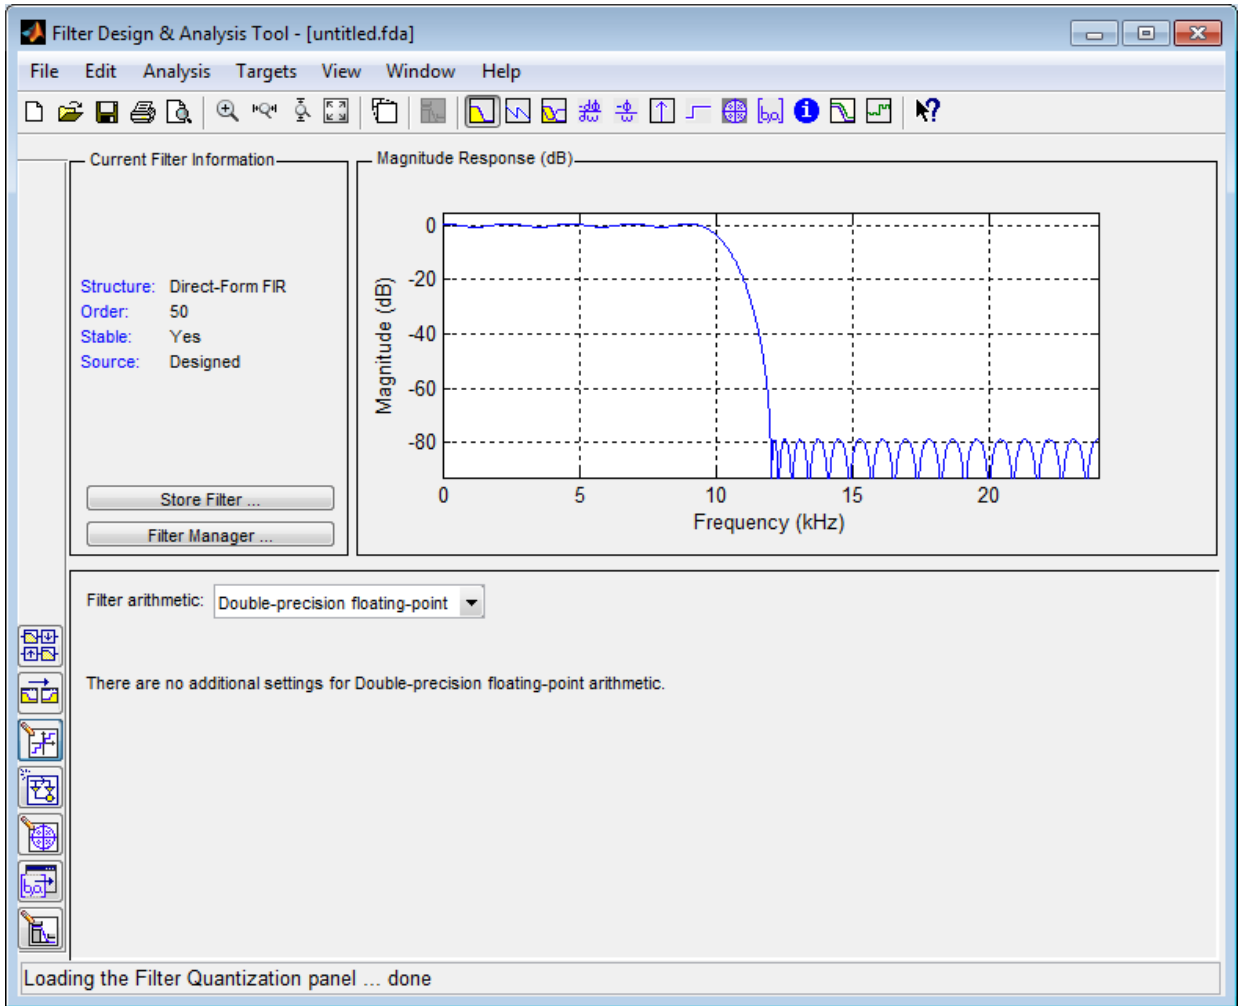 Filter Design & Analysis Tool - [untitled.fda]
File Edit Analysis Targets View Window Help
Current Filter Information
Structure: Direct-Form FIR
Order: 50
Stable: Yes
Source: Designed
Store Filter ...
Filter Manager ...
Magnitude Response (dB)
Magnitude (dB)
0
-20
-40
-60
-80
0 5 10 15 20
Frequency (kHz)
Filter arithmetic: Double-precision floating-point
There are no additional settings for Double-precision floating-point arithmetic.
[b,a]
Loading the Filter Quantization panel ... done